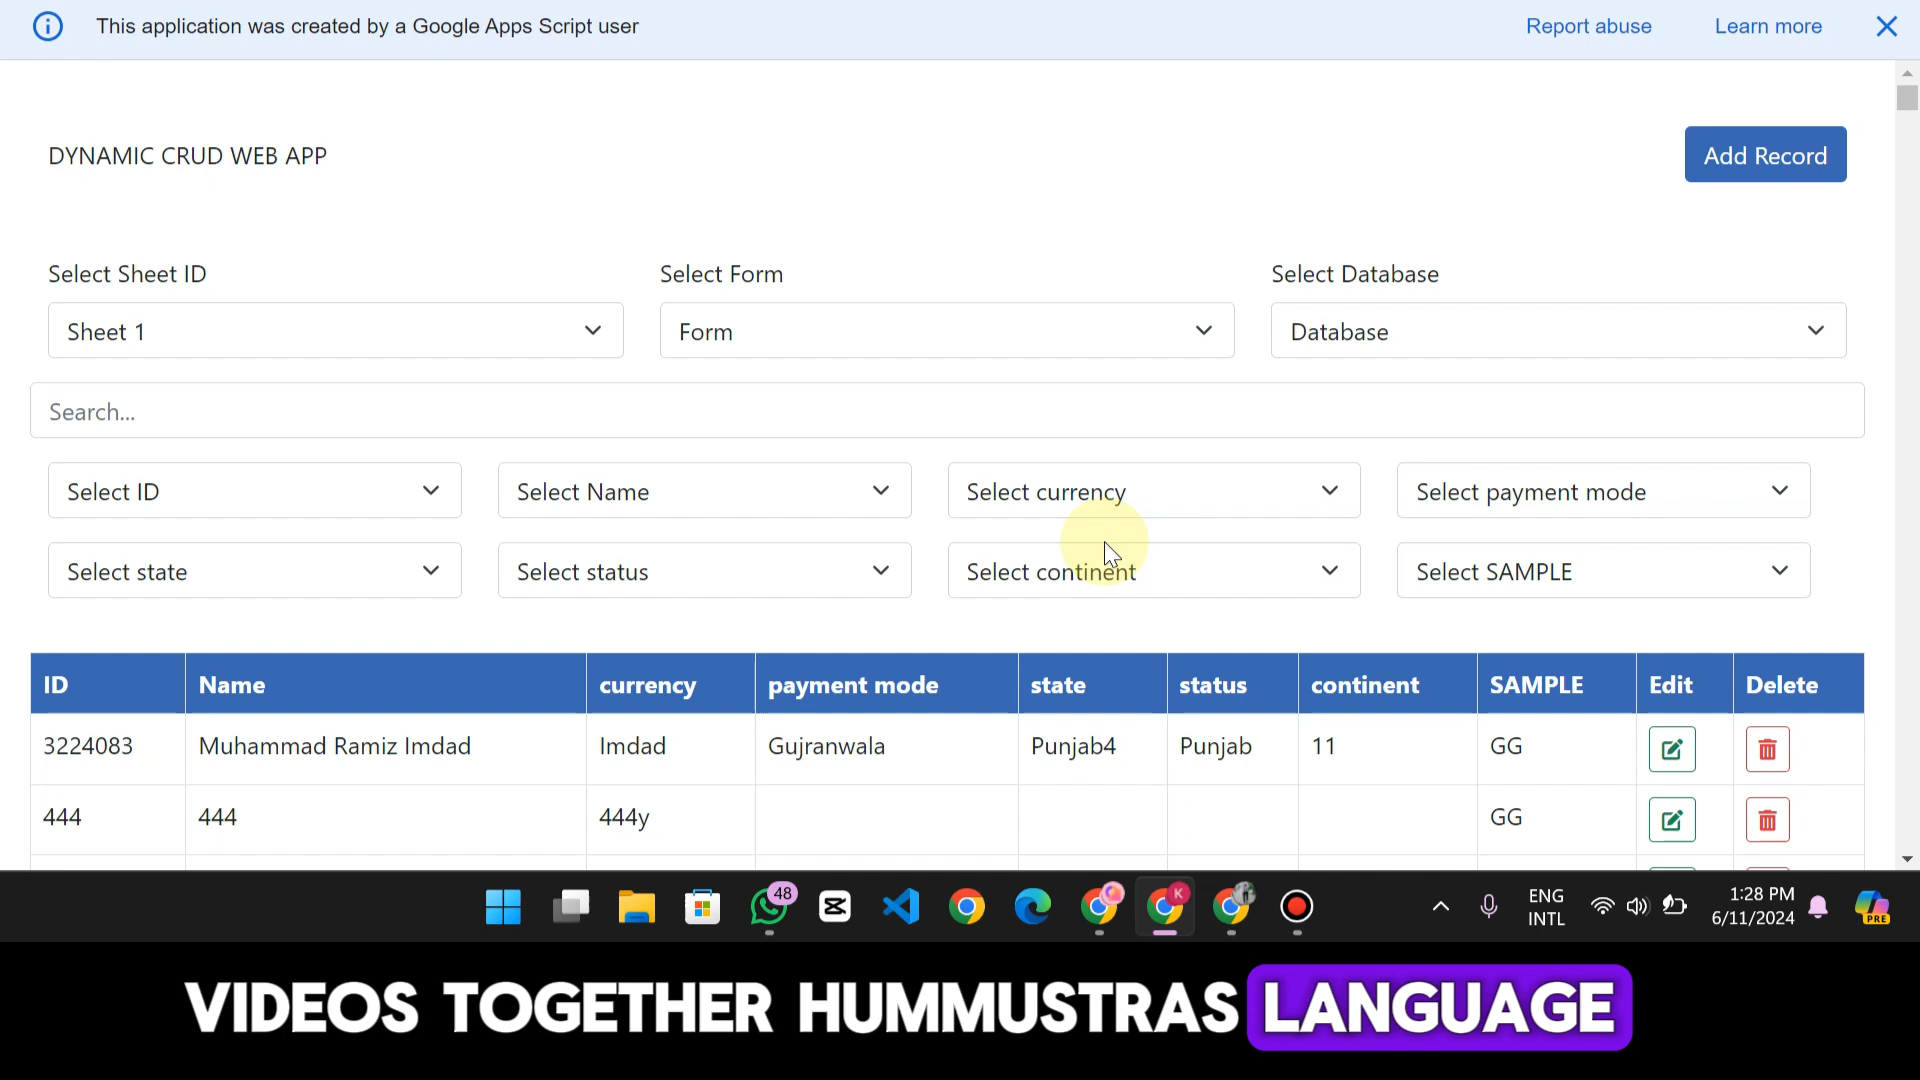 This application was created by a Google Apps Script user Report abuse Learn more
DYNAMIC CRUD WEB APP Add Record
Select Sheet ID Select Form Select Database
Sheet 1 Form Database
Search...
Select ID Select Name Select currency Select payment mode
Select state Select status Select continent Select SAMPLE
ID Name currency payment mode state status continent SAMPLE Edit Delete
3224083 Muhammad Ramiz Imdad Imdad Gujranwala Punjab4 Punjab 11 GG
444 444 444y GG
48 K ENG 1:28 PM
INTL 6/11/2024 PRE
VIDEOS TOGETHER HUMMUSTRAS LANGUAGE